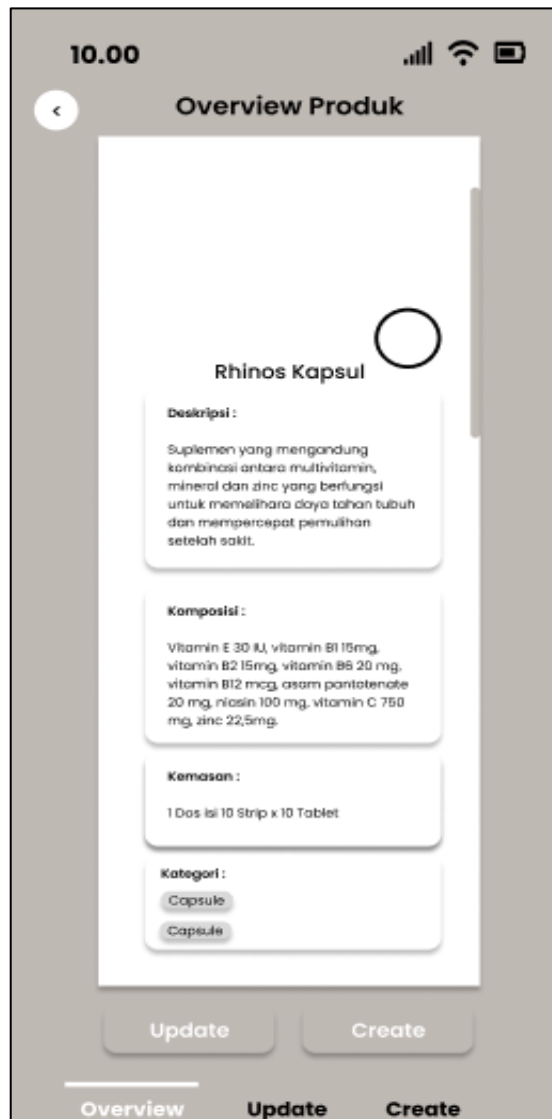 10.00
<
Overview Produk
Rhinos Kapsul
Deskripsi :
Suplemen yang mengandung
kombinasi antara multivitamin,
mineral dan zinc yang berfungsi
untuk memelihara daya tahan tubuh
dan mempercepat pemulihan
setelah sakit.
Komposisi :
Vitamin E 30 IU, vitamin B1 15mg,
vitamin B2 15mg, vitamin B6 20 mg,
vitamin B12 mcg, asam pantotenate
20 mg, niasin 100 mg, vitamin C 750
mg, zinc 22,5mg.
Kemasan :
1 Dos isi 10 Strip x 10 Tablet
Kategori :
Capsule
Capsule
Update Create
Overview Update Create